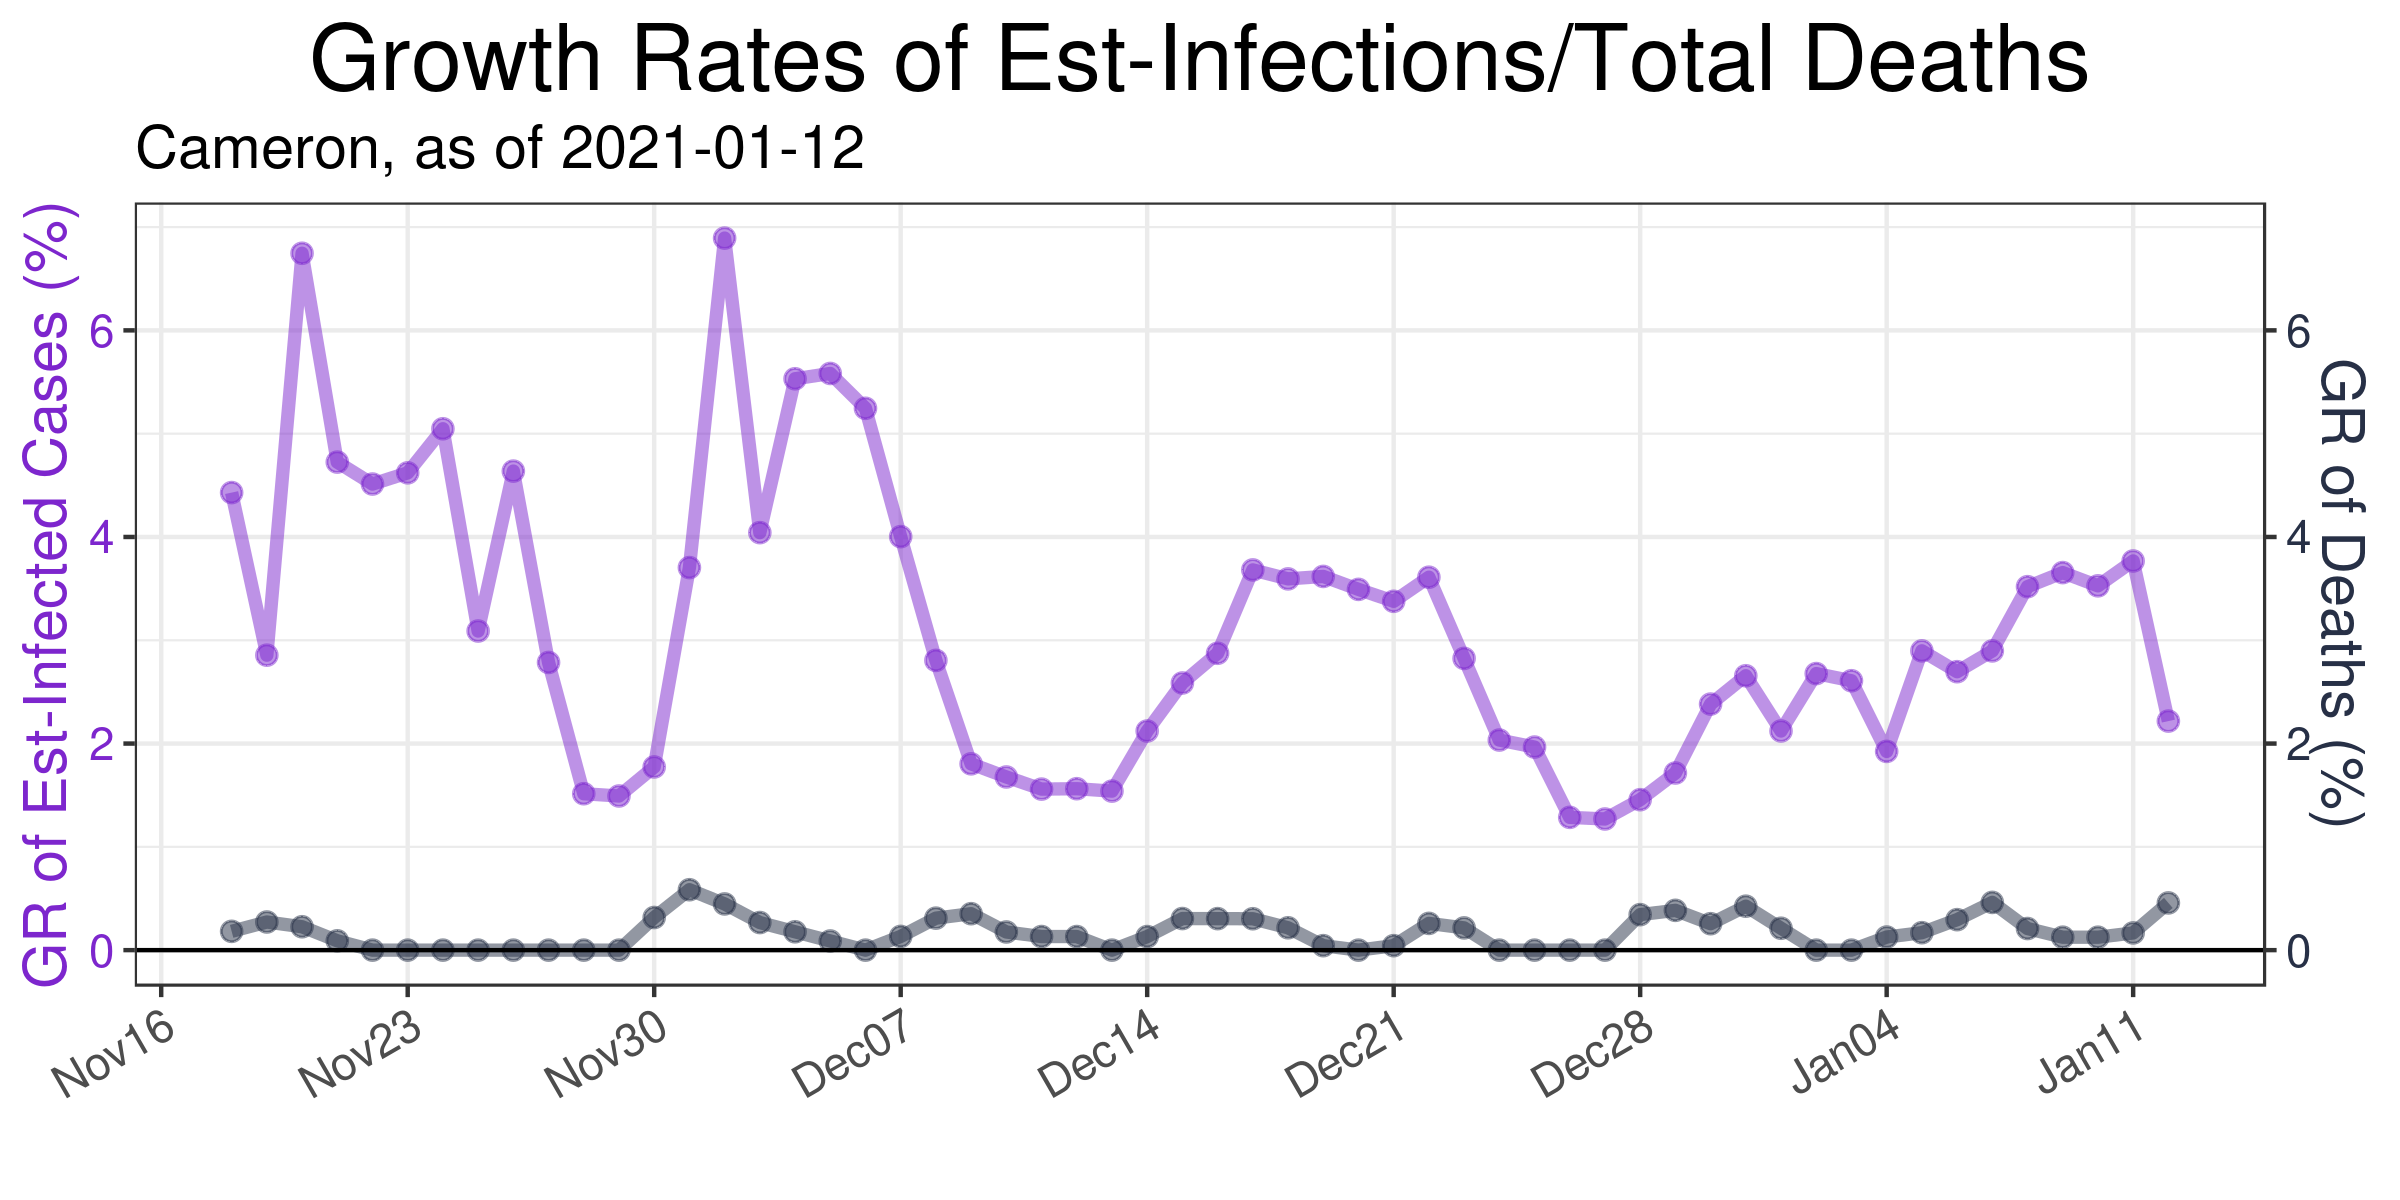 Growth Rates of Est-Infections/Total Deaths
Cameron, as of 2021-01-12
GR of Est-Infected Cases (%)
6
4
2
0
6
4
2
0
GR of Deaths (%)
Nov16
Nov23
Nov30
Dec07
Dec14
Dec21
Dec28
Jan04
Jan11